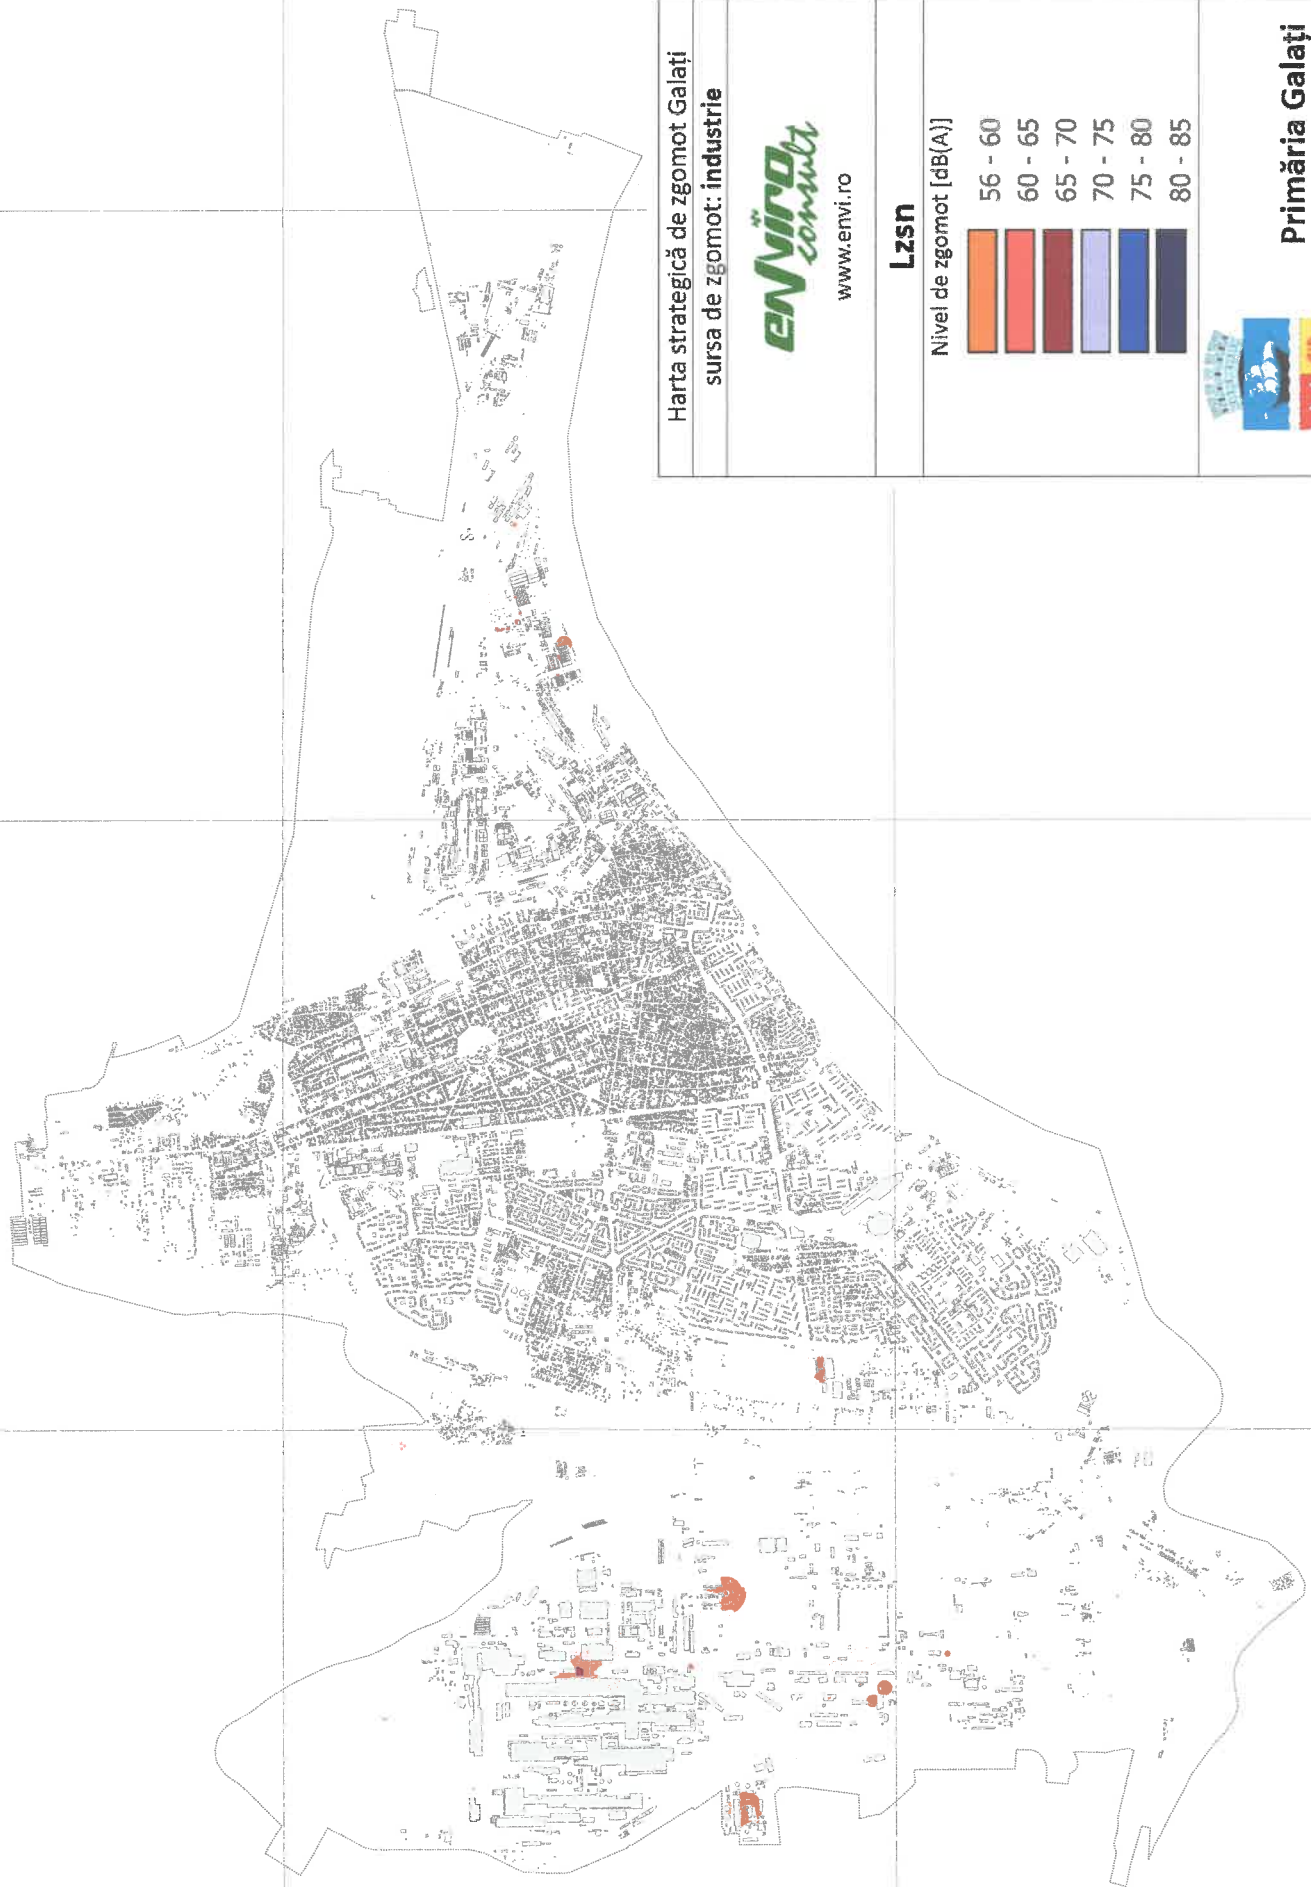 Harta strategică de zgomot Galați
sursa de zgomot: industrie
enviro
consult
www.envi.ro
Lzsn
Nivel de zgomot [dB(A)]
56 - 60
60 - 65
65 - 70
70 - 75
75 - 80
80 - 85
Primăria Galați